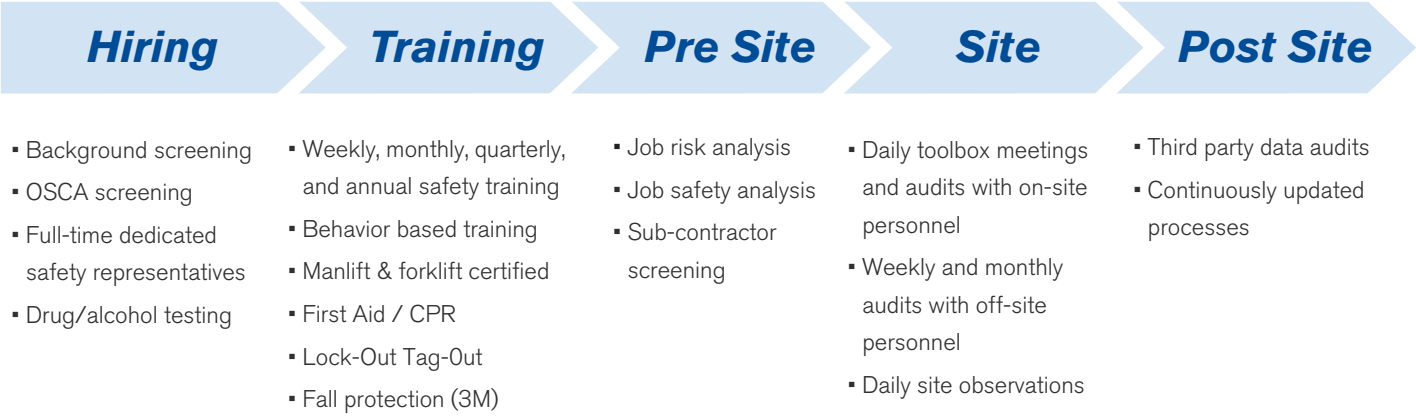 Hiring
Training
Pre Site
Site
Post Site
▪ Background screening
▪ OSCA screening
▪ Full-time dedicated
safety representatives
▪ Drug/alcohol testing
▪ Weekly, monthly, quarterly,
and annual safety training
▪ Behavior based training
▪ Manlift & forklift certified
▪ First Aid / CPR
▪ Lock-Out Tag-0ut
▪ Fall protection (3M)
▪ Job risk analysis
▪ Job safety analysis
▪ Sub-contractor
screening
▪ Daily toolbox meetings
and audits with on-site
personnel
▪ Weekly and monthly
audits with off-site
personnel
▪ Daily site observations
▪ Third party data audits
▪ Continuously updated
processes